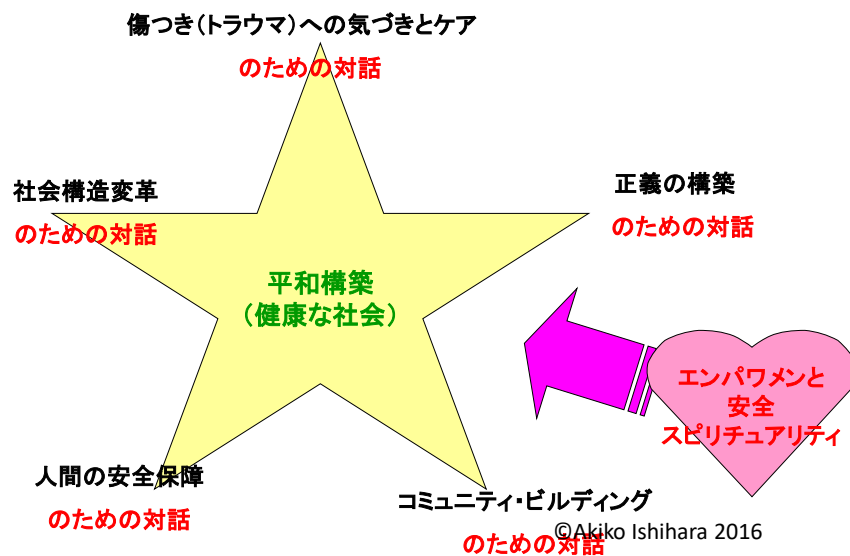 傷つき(トラウマ)への気づきとケア
のための対話
社会構造変革
のための対話
正義の構築
のための対話
平和構築
(健康な社会)
エンパワメンと
安全
スピリチュアリティ
人間の安全保障
のための対話
コミュニティ・ビルディング
のための対話
©Akiko Ishihara 2016